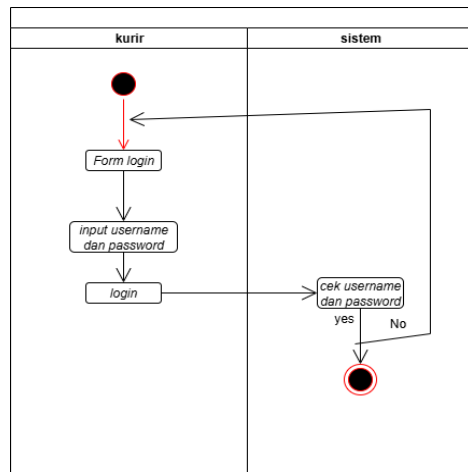 kurir
sistem
Form login
input username
dan password
login
cek username
dan password
yes
No